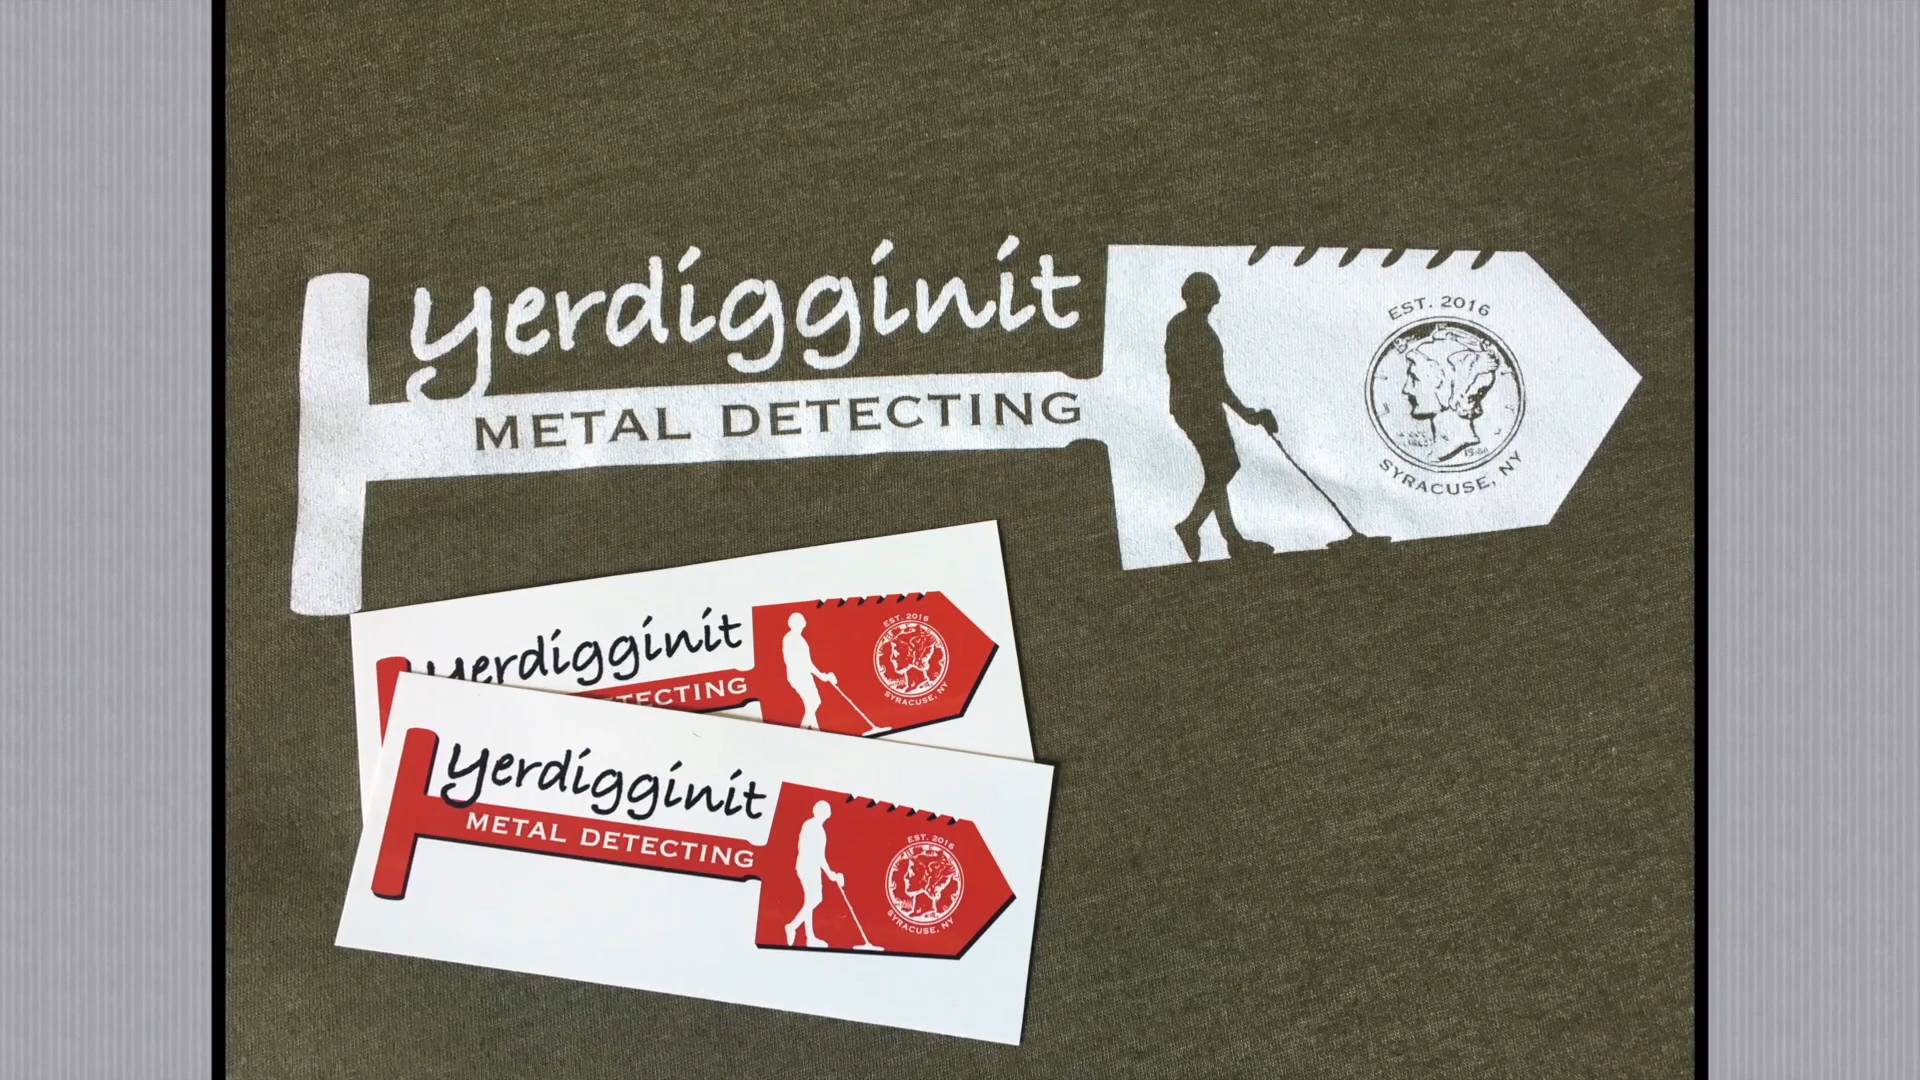 yerdigginit
METAL DETECTING
EST. 2016
SYRACUSE, NY
yerdigginit
TECTING
EST. 2016
SYRACUSE, NY
yerdigginit
METAL DETECTING
EST. 2016
SYRACUSE, NY